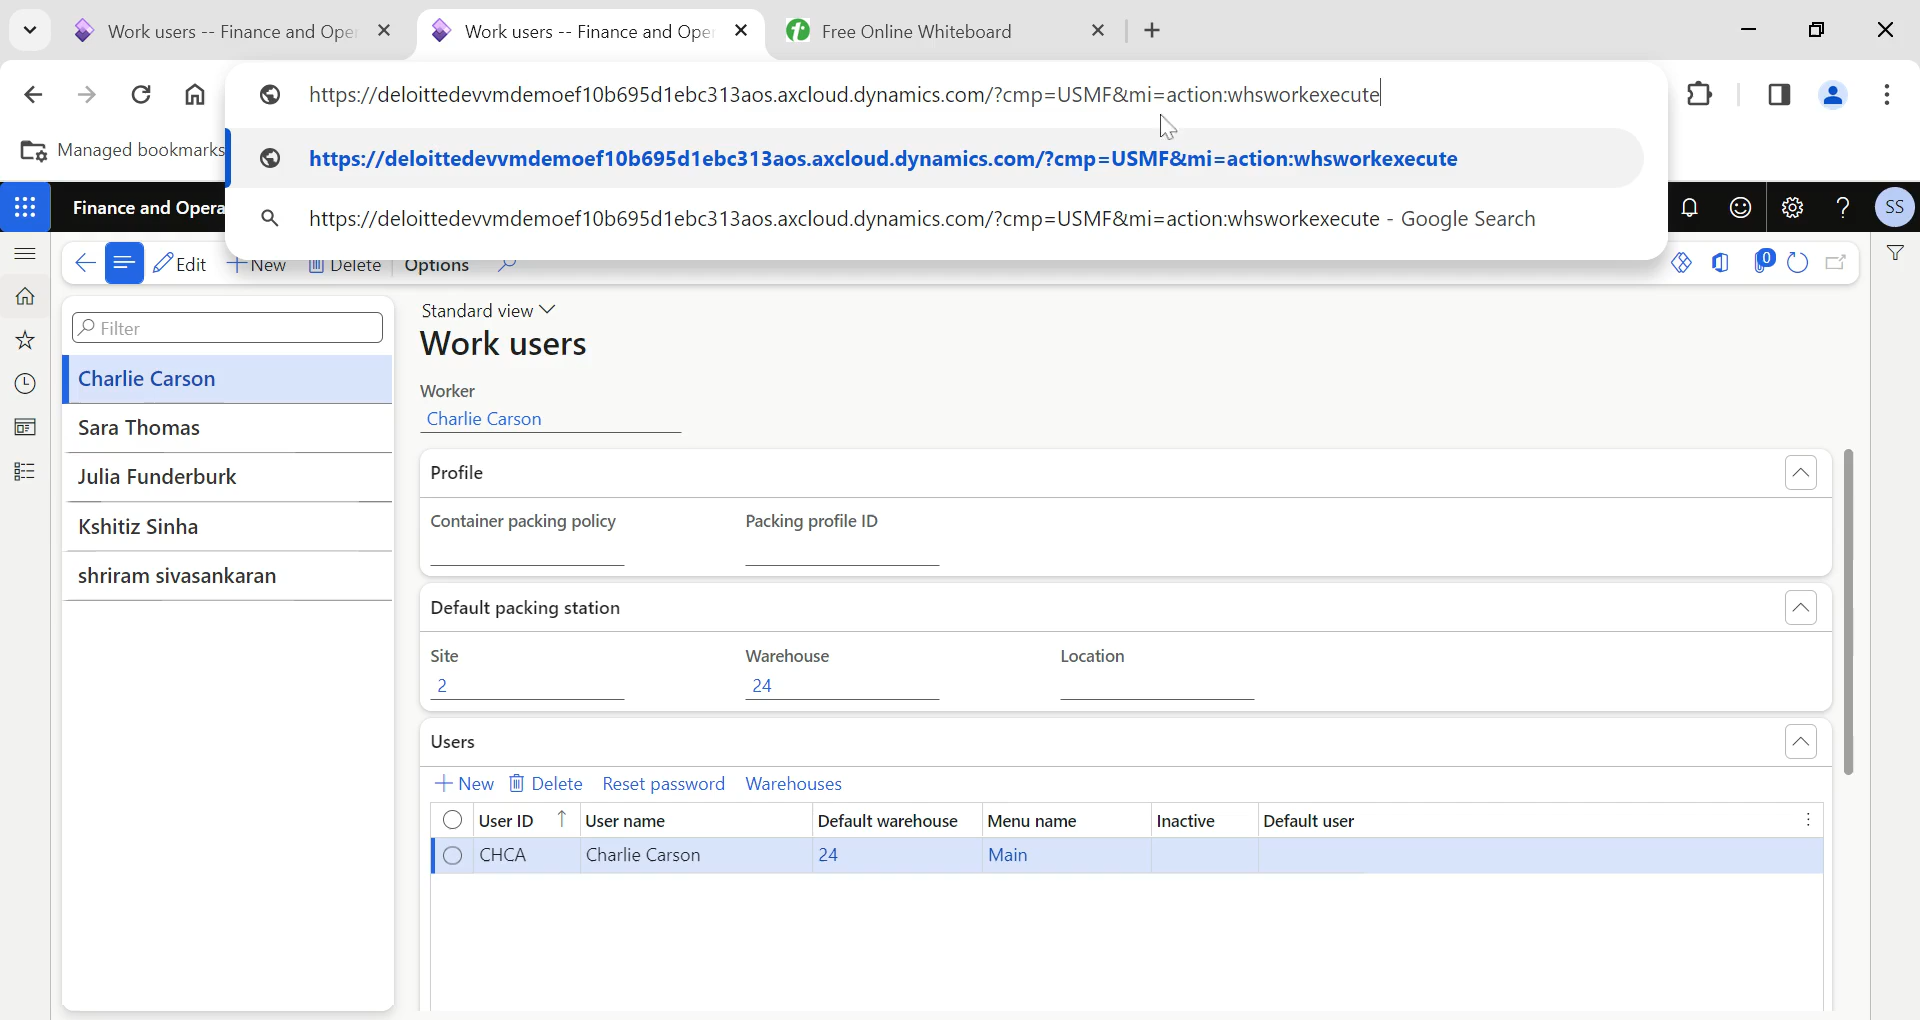 Work users -- Finance and Ope
Work users -- Finance and Ope
Free Online Whiteboard
https://deloittedevvmdemoef10b695d1ebc313aos.axcloud.dynamics.com/?cmp=USMF&mi=action:whsworkexecute
Managed bookmarks
https://deloittedevvmdemoef10b695d1ebc313aos.axcloud.dynamics.com/?cmp=USMF&mi=action:whsworkexecute
Finance and Opera
https://deloittedevvmdemoef10b695d1ebc313aos.axcloud.dynamics.com/?cmp=USMF&mi=action:whsworkexecute - Google Search
SS
Edit
New
Delete
Options
0
Filter
Charlie Carson
Sara Thomas
Julia Funderburk
Kshitiz Sinha
shriram sivasankaran
Standard view
Work users
Worker
Charlie Carson
Profile
Container packing policy
Packing profile ID
Default packing station
Site
Warehouse
Location
2
24
Users
New
Delete
Reset password
Warehouses
User ID
User name
Default warehouse
Menu name
Inactive
Default user
CHCA
Charlie Carson
24
Main